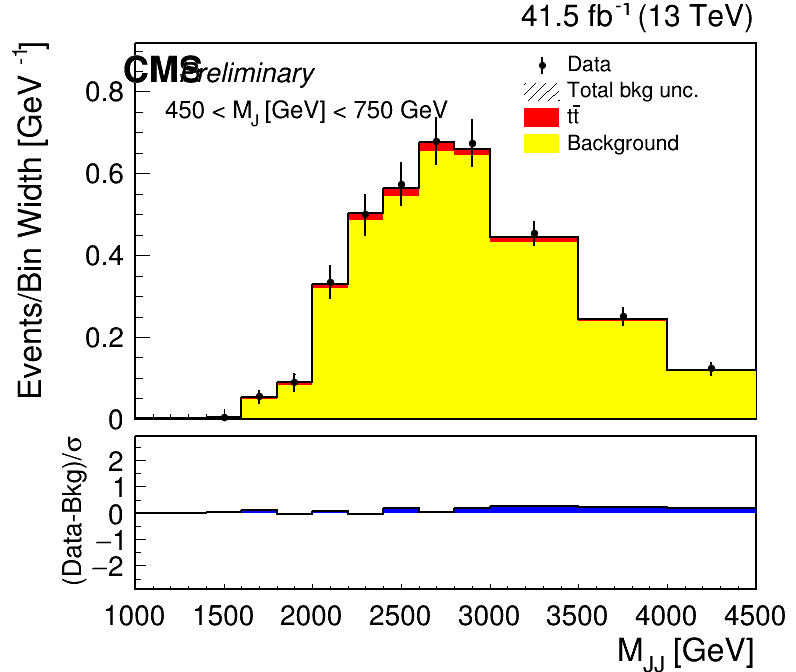 41.5 fb⁻¹ (13 TeV)
CMS Preliminary
450 < M_J [GeV] < 750 GeV
Data
Total bkg unc.
tt̄
Background
Events/Bin Width [GeV⁻¹]
0.8
0.6
0.4
0.2
0
(Data-Bkg)/σ
2
1
0
−1
−2
1000 1500 2000 2500 3000 3500 4000 4500
M_JJ [GeV]